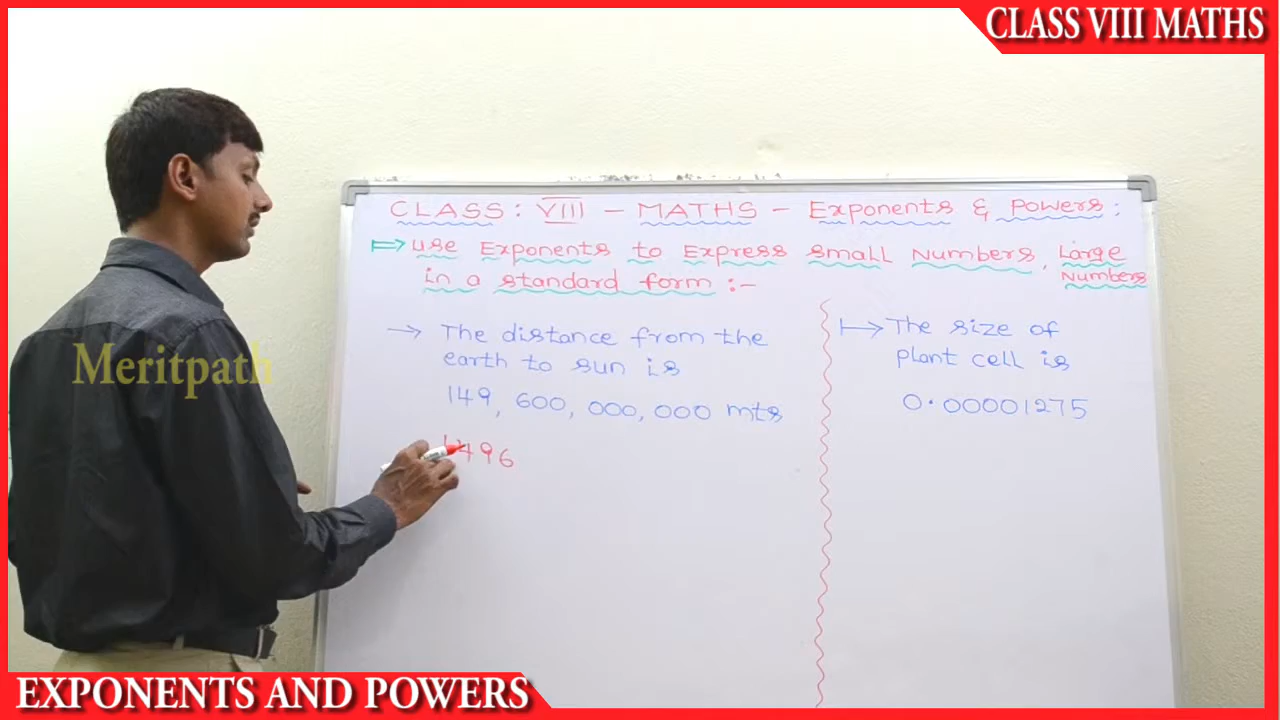 CLASS VIII MATHS
CLASS: VIII - MATHS - Exponents & Powers:
use Exponents to Express small Numbers, Large Numbers
in a standard form :-
The distance from the
earth to sun is
149, 600, 000, 000 mts
1496
The size of
plant cell is
0.00001275
Meritpath
EXPONENTS AND POWERS